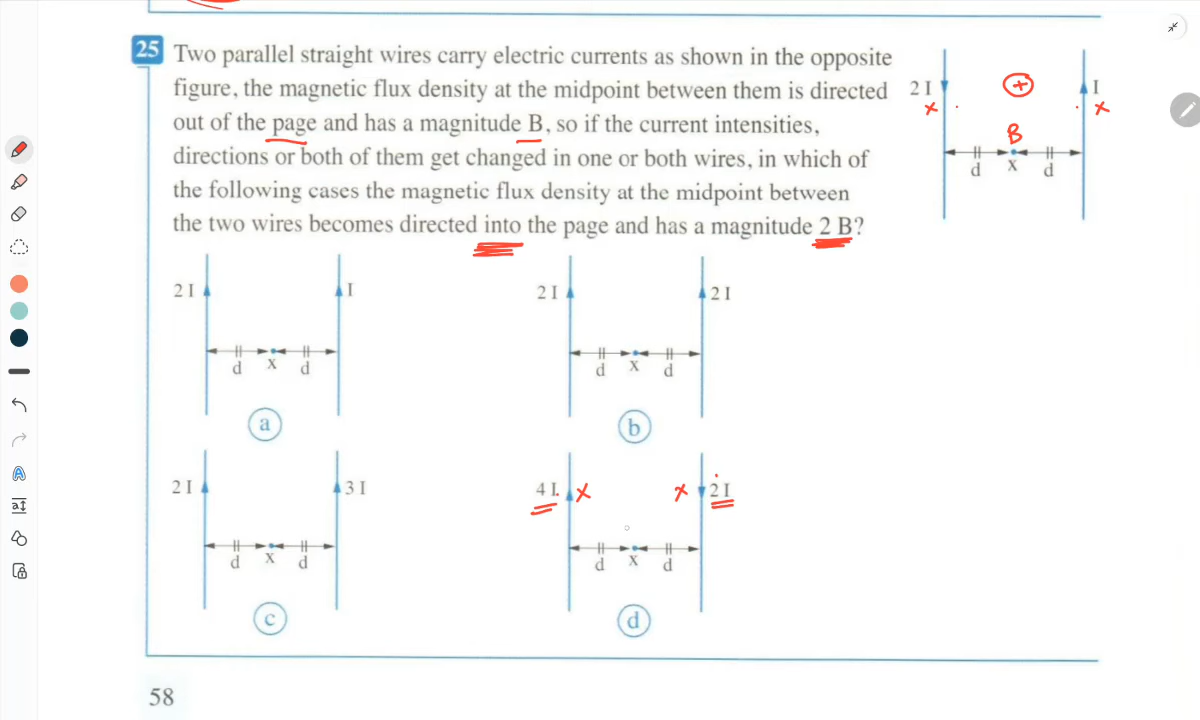 25 Two parallel straight wires carry electric currents as shown in the opposite
figure, the magnetic flux density at the midpoint between them is directed
out of the page and has a magnitude B, so if the current intensities,
directions or both of them get changed in one or both wires, in which of
the following cases the magnetic flux density at the midpoint between
the two wires becomes directed into the page and has a magnitude 2 B?
2 I I
x x
B
d x d
2 I I
d x d
a
2 I 2 I
d x d
b
2 I 3 I
d x d
c
4 I x x 2 I
d x d
d
58